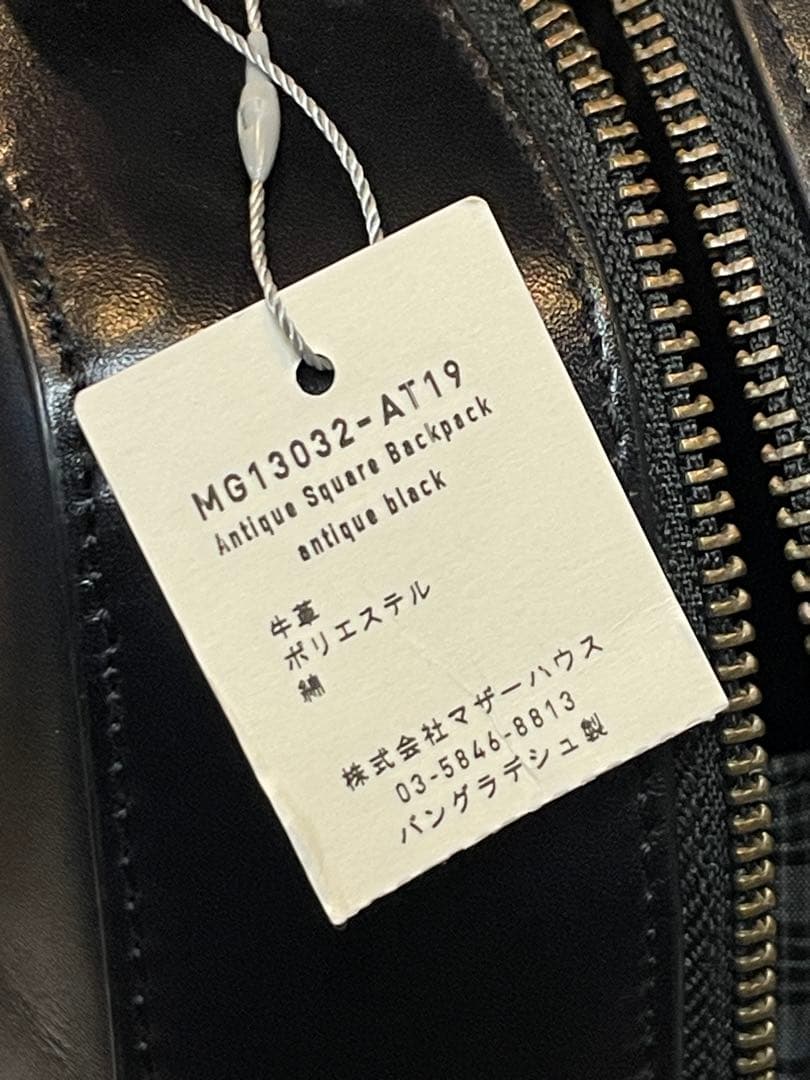 MG13032-AT19
Antique Square Backpack
antique black
牛革
ポリエステル
綿
株式会社マザーハウス
03-5846-8813
バングラデシュ製